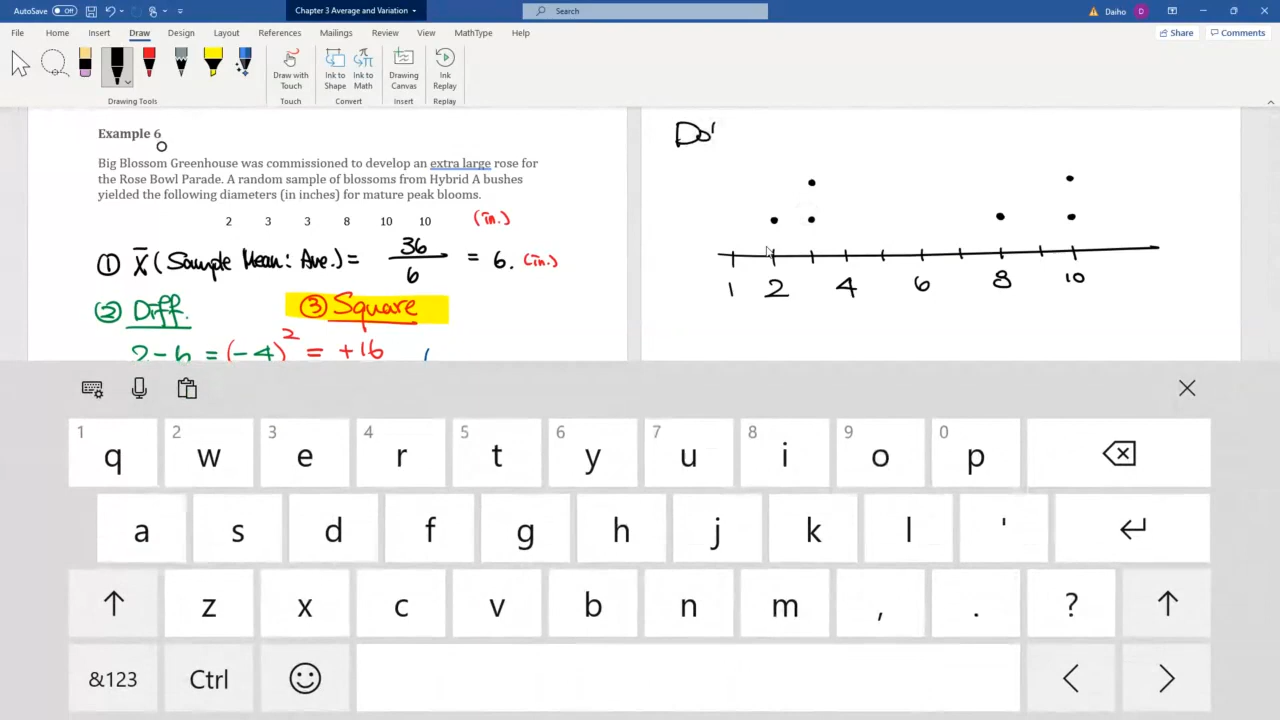 AutoSave Off
Chapter 3 Average and Variation
Search
Daiho D
File Home Insert Draw Design Layout References Mailings Review View MathType Help
Share Comments
Draw with Touch
Ink to Shape
Ink to Math
Drawing Canvas
Ink Replay
Drawing Tools Touch Convert Insert Replay
Example 6
Big Blossom Greenhouse was commissioned to develop an extra large rose for
the Rose Bowl Parade. A random sample of blossoms from Hybrid A bushes
yielded the following diameters (in inches) for mature peak blooms.
2 3 3 8 10 10 (in.)
① x̄ (Sample Mean: Ave.) = 36/6 = 6. (in.)
② Diff. ③ Square
2 - 6 = (-4)² = +16
1 2 4 6 8 10
1 2 3 4 5 6 7 8 9 0
q w e r t y u i o p
a s d f g h j k l '
z x c v b n m , . ?
&123 Ctrl